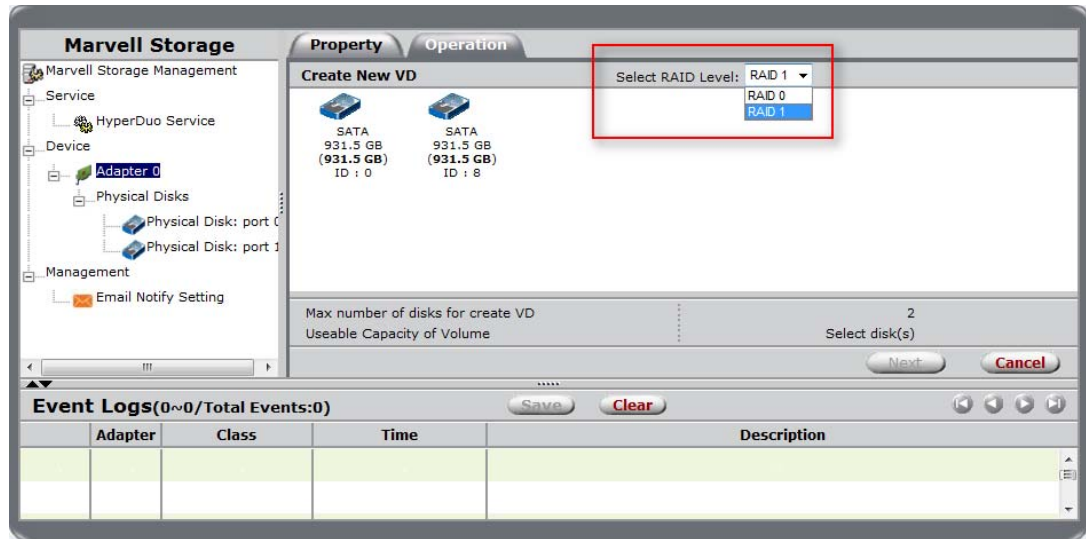 Marvell Storage
Marvell Storage Management
Service
HyperDuo Service
Device
Adapter 0
Physical Disks
Physical Disk: port 0
Physical Disk: port 1
Management
Email Notify Setting
Property
Operation
Create New VD
Select RAID Level: RAID 1
RAID 0
RAID 1
SATA
931.5 GB
(931.5 GB)
ID : 0
SATA
931.5 GB
(931.5 GB)
ID : 8
Max number of disks for create VD 2
Useable Capacity of Volume Select disk(s)
Next Cancel
Event Logs(0~0/Total Events:0) Save Clear
Adapter Class Time Description